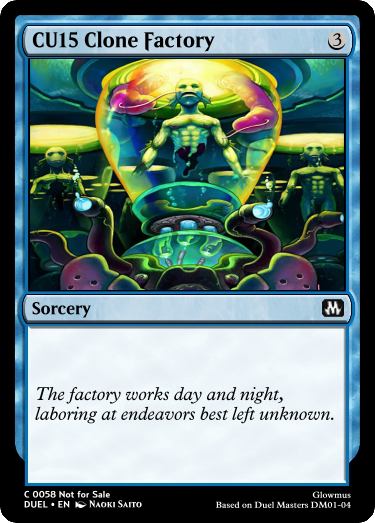 CU15 Clone Factory 3
Sorcery
The factory works day and night,
laboring at endeavors best left unknown.
C 0058 Not for Sale
DUEL • EN Naoki Saito
Glowmus
Based on Duel Masters DM01-04